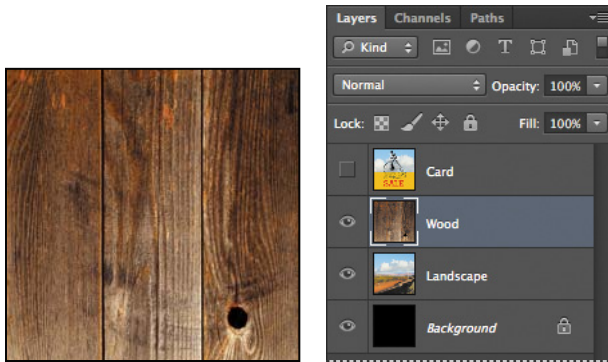 Layers Channels Paths
Kind T
Normal Opacity: 100%
Lock: Fill: 100%
SALE
Card
Wood
Landscape
Background